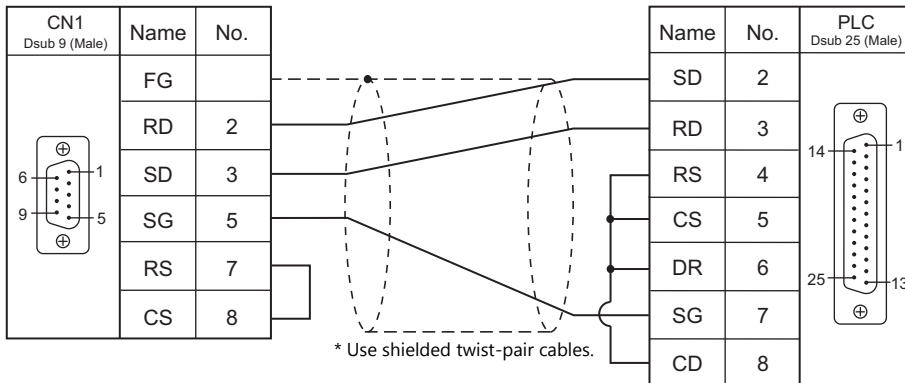 CN1
Dsub 9 (Male)
Name No.
FG
RD 2
SD 3
SG 5
RS 7
CS 8
6
1
9
5
* Use shielded twist-pair cables.
Name No.
PLC
Dsub 25 (Male)
SD 2
RD 3
RS 4
CS 5
DR 6
SG 7
CD 8
14
1
25
13